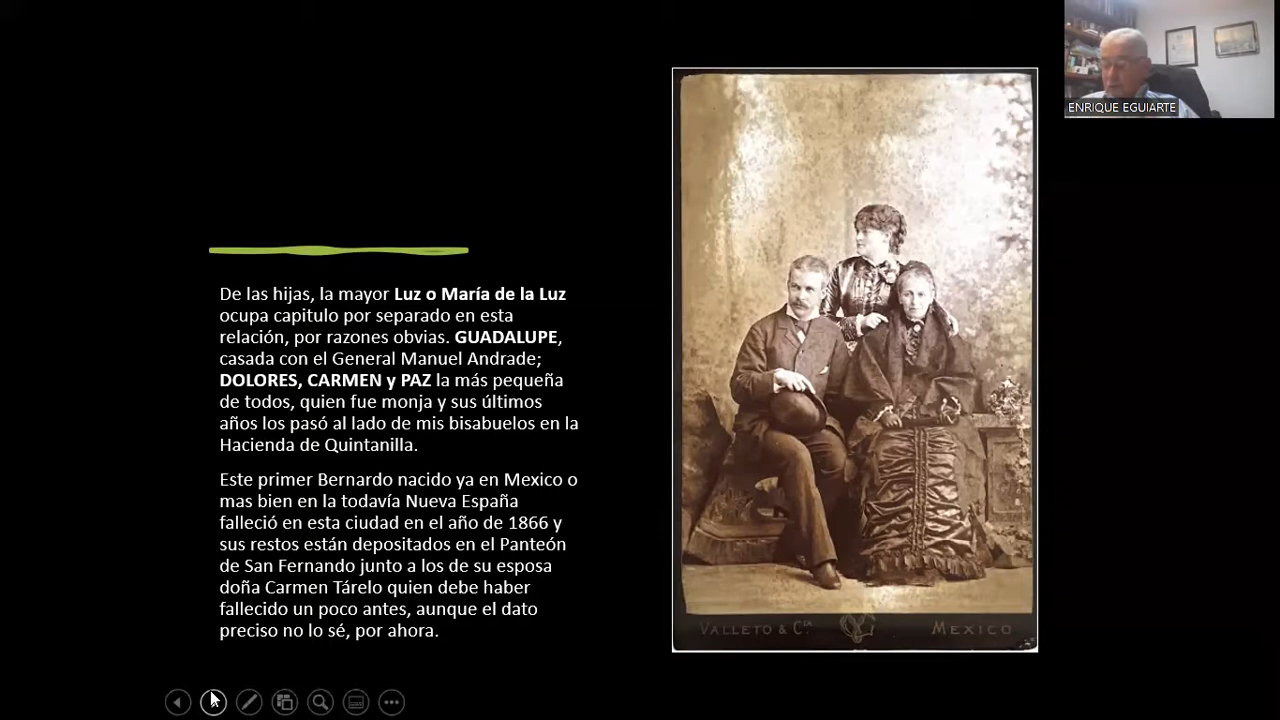 ENRIQUE EGUIARTE
De las hijas, la mayor Luz o María de la Luz
ocupa capitulo por separado en esta
relación, por razones obvias. GUADALUPE,
casada con el General Manuel Andrade;
DOLORES, CARMEN y PAZ la más pequeña
de todos, quien fue monja y sus últimos
años los pasó al lado de mis bisabuelos en la
Hacienda de Quintanilla.
Este primer Bernardo nacido ya en Mexico o
mas bien en la todavía Nueva España
falleció en esta ciudad en el año de 1866 y
sus restos están depositados en el Panteón
de San Fernando junto a los de su esposa
doña Carmen Tárelo quien debe haber
fallecido un poco antes, aunque el dato
preciso no lo sé, por ahora.
VALLETO & Cia. MEXICO